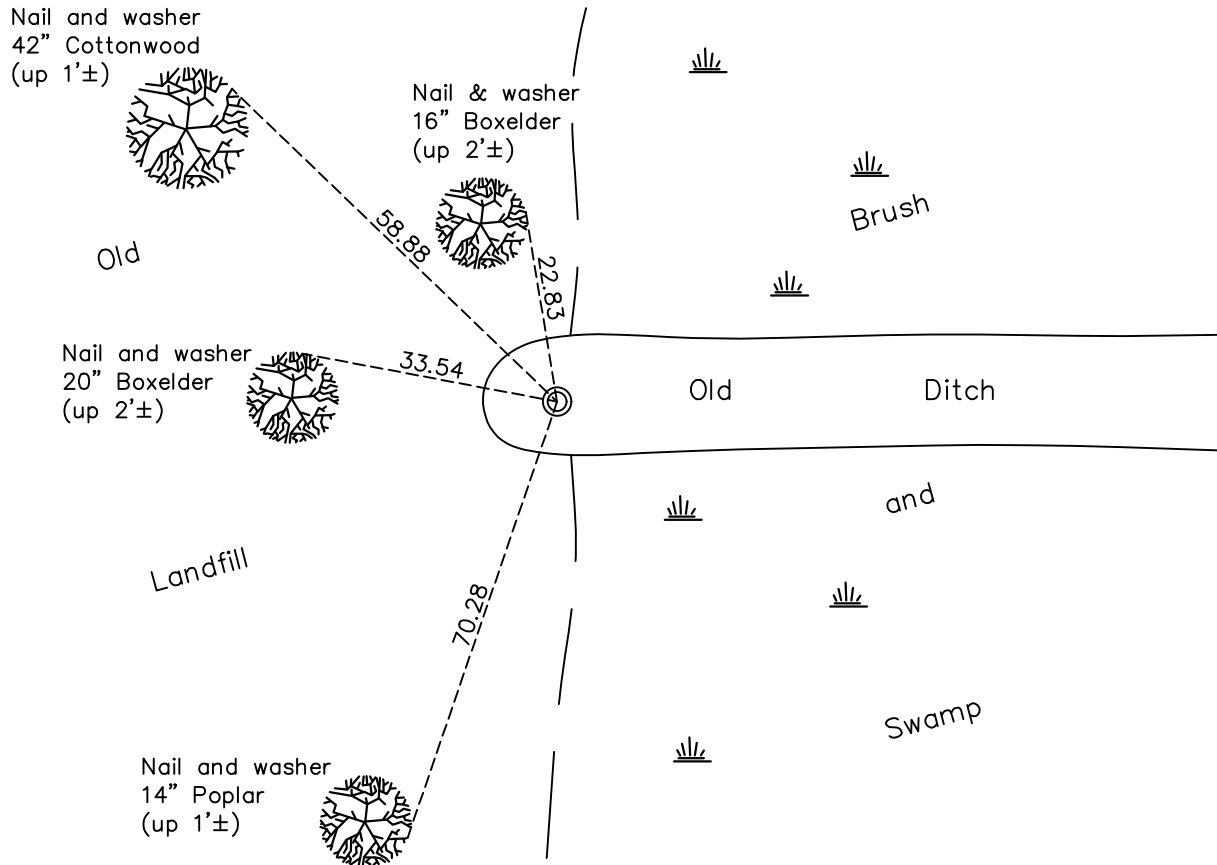 Nail and washer
42” Cottonwood
(up 1’±)
Nail & washer
16” Boxelder
(up 2’±)
58.88
22.83
Brush
Old
Nail and washer
20” Boxelder
(up 2’±)
33.54
Old Ditch
and
Landfill
70.28
Swamp
Nail and washer
14” Poplar
(up 1’±)